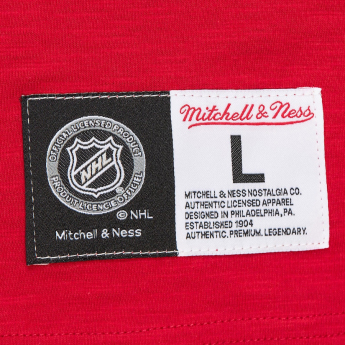 OFFICIAL LICENSED PRODUCT
NHL
PRODUIT LICENCIÉ OFFICIEL
© NHL
Mitchell & Ness
Mitchell & Ness
L
MITCHELL & NESS NOSTALGIA CO.
AUTHENTIC LICENSED APPAREL
DESIGNED IN PHILADELPHIA, PA.
ESTABLISHED 1904
AUTHENTIC. PREMIUM. LEGENDARY.